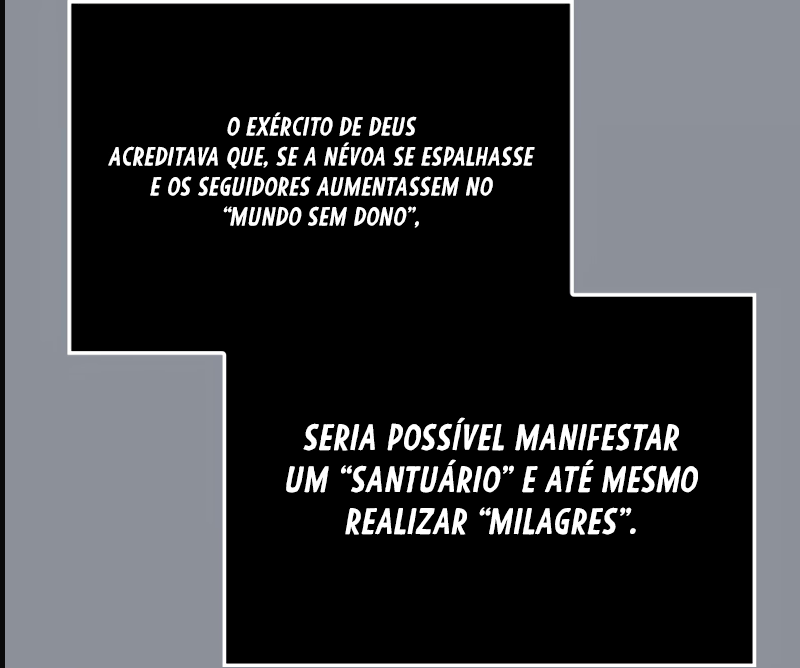 O EXÉRCITO DE DEUS
ACREDITAVA QUE, SE A NÉVOA SE ESPALHASSE
E OS SEGUIDORES AUMENTASSEM NO
“MUNDO SEM DONO”,
SERIA POSSÍVEL MANIFESTAR
UM “SANTUÁRIO” E ATÉ MESMO
REALIZAR “MILAGRES”.